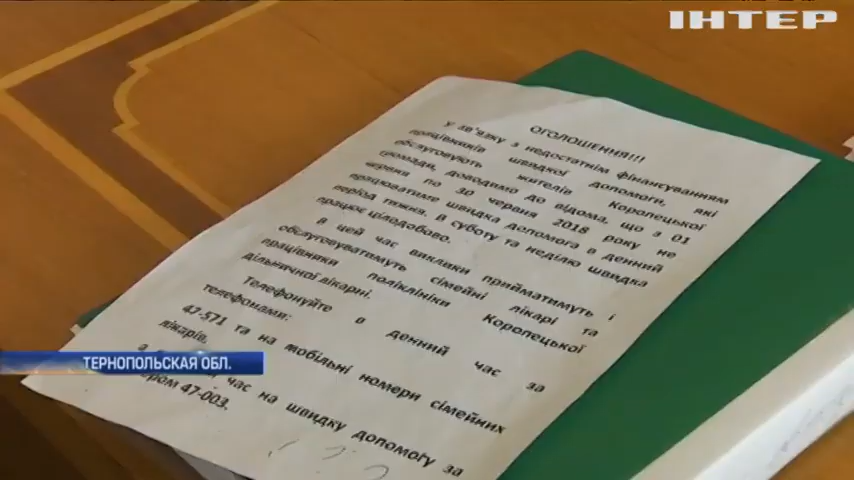 ІНТЕР
ОГОЛОШЕННЯ!!!
у зв'язку з недостатнім фінансуванням
працівників швидкої допомоги, які
обслуговують жителів Коропецької
громади, доводимо до відома, що з 01
червня по 30 червня 2018 року не
працюватиме швидка допомога в денний
період тижня. В суботу та неділю швидка
працює цілодобово.
В цей час виклики прийматимуть і
обслуговуватимуть сімейні лікарі та
працівники поліклініки Коропецької
дільничної лікарні.
Телефонуйте в денний час за
телефонами:
47-571 та на мобільні номери сімейних
лікарів.
час на швидку допомогу за
47-003.
ТЕРНОПОЛЬСКАЯ ОБЛ.